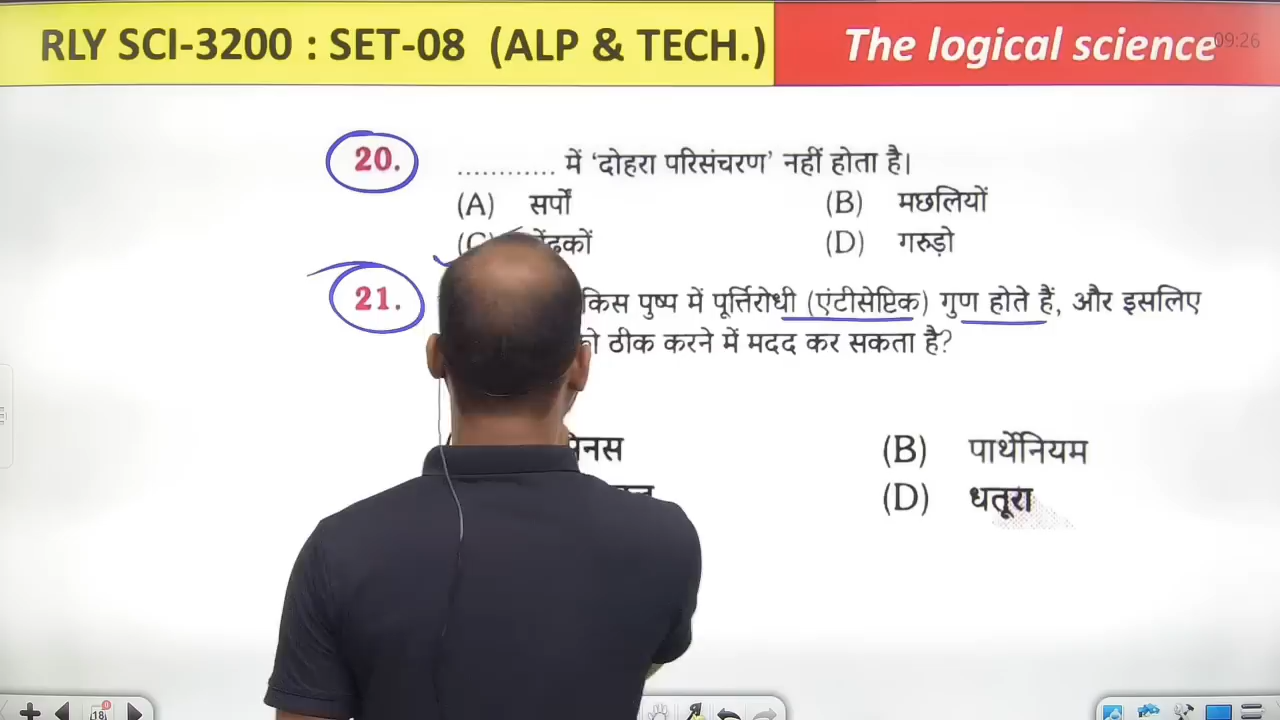 RLY SCI-3200 : SET-08 (ALP & TECH.)
The logical science
09:26
20. ............ में ‘दोहरा परिसंचरण’ नहीं होता है।
(A) सर्पों (B) मछलियों
(D) गरुड़ो
21. किस पुष्प में पूर्त्तिरोधी (एंटीसेप्टिक) गुण होते हैं, और इसलिए
ठीक करने में मदद कर सकता है?
(B) पार्थेनियम
(D) धतूरा
18